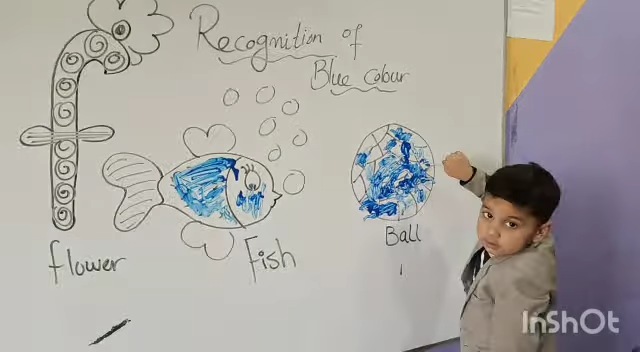 Recognition of
Blue colour
flower
Fish
Ball
InShOt